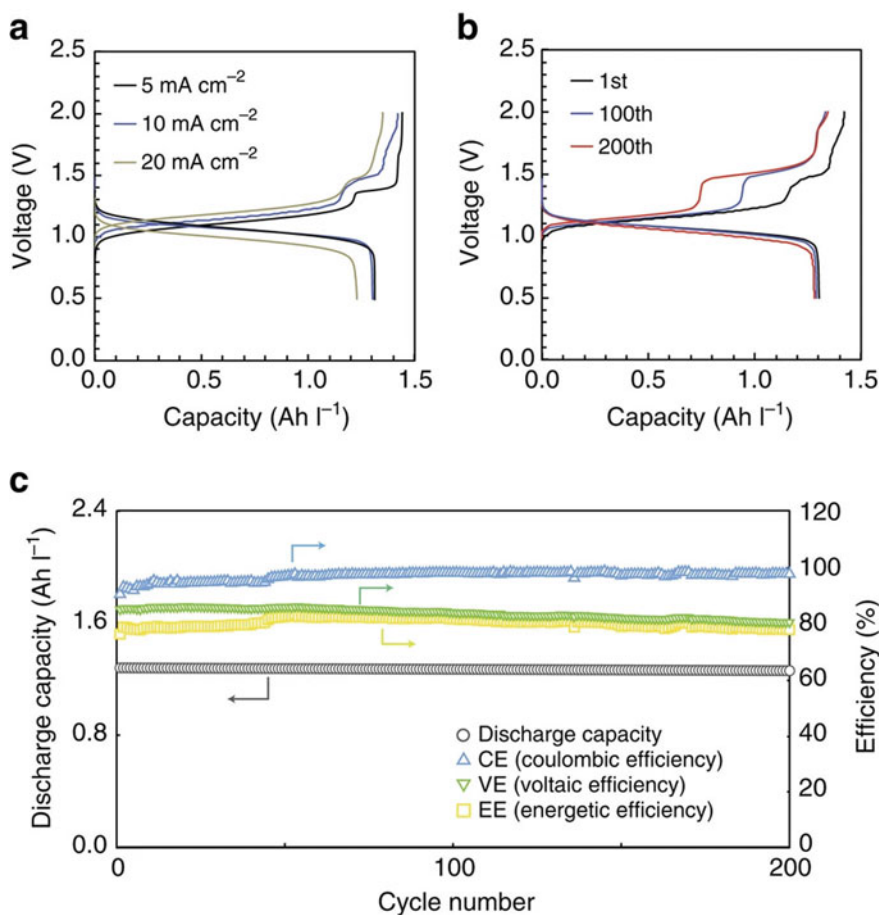 a
2.5
2.0
1.5
1.0
0.5
0.0
Voltage (V)
5 mA cm⁻²
10 mA cm⁻²
20 mA cm⁻²
0.0 0.5 1.0 1.5
Capacity (Ah l⁻¹)
b
2.5
2.0
1.5
1.0
0.5
0.0
Voltage (V)
1st
100th
200th
0.0 0.5 1.0 1.5
Capacity (Ah l⁻¹)
c
2.4
1.6
0.8
0.0
Discharge capacity (Ah l⁻¹)
120
100
80
60
40
20
0
Efficiency (%)
Discharge capacity
CE (coulombic efficiency)
VE (voltaic efficiency)
EE (energetic efficiency)
0 100 200
Cycle number